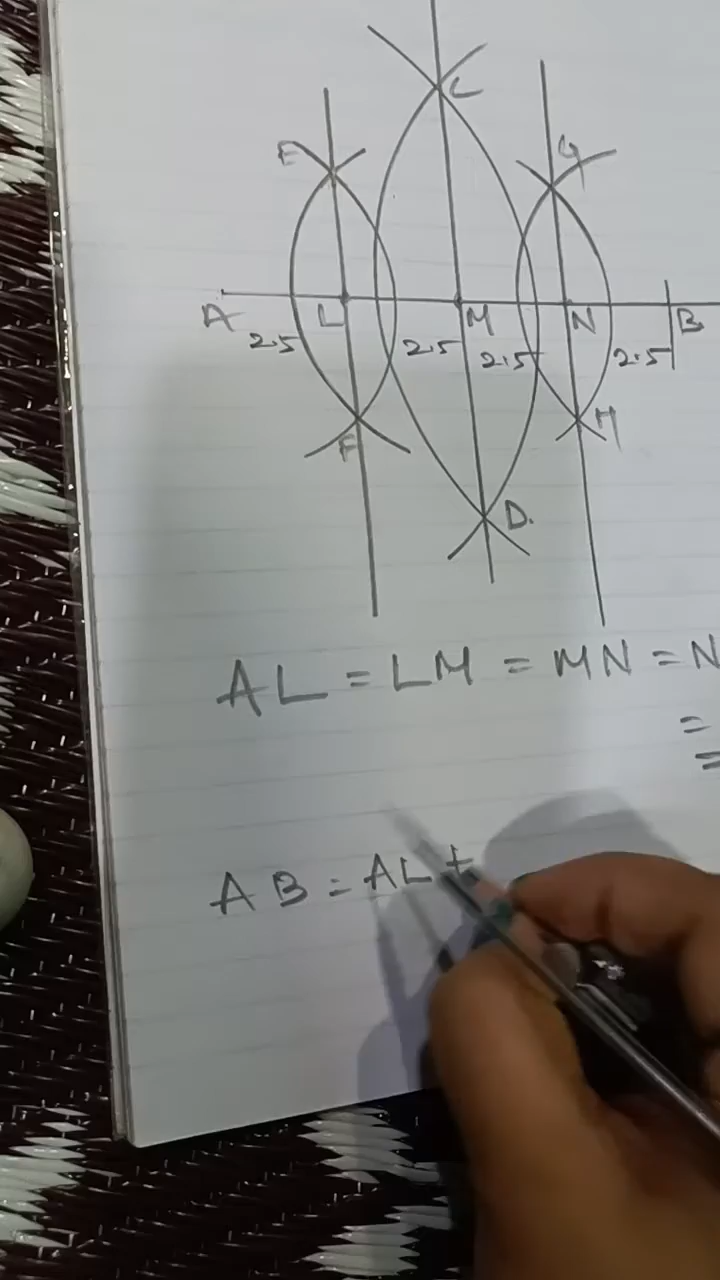 C
E G
A L M N B
2.5 2.5 2.5 2.5
F H
D.
AL = LM = MN = N
=
=
AB = AL +